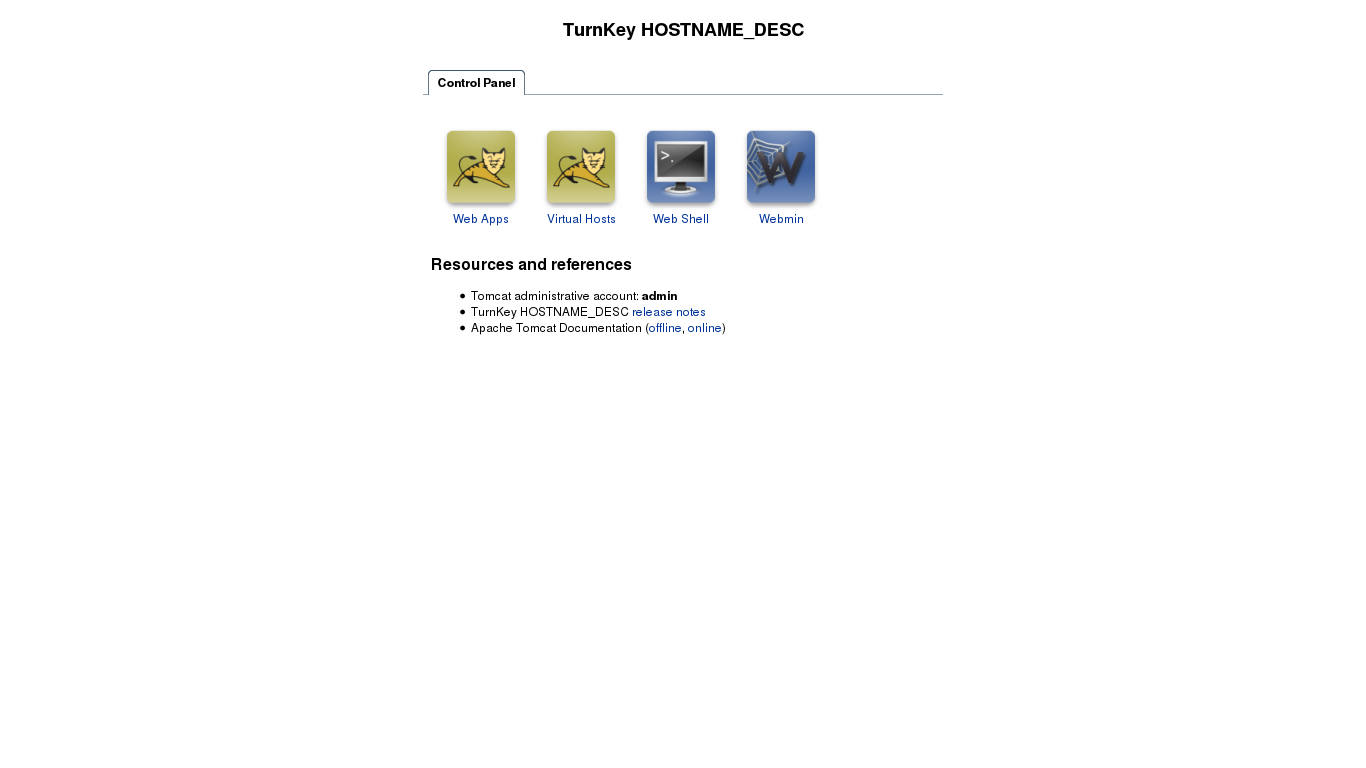 TurnKey HOSTNAME_DESC
Control Panel
>_
W
Web Apps
Virtual Hosts
Web Shell
Webmin
Resources and references
Tomcat administrative account: admin
TurnKey HOSTNAME_DESC release notes
Apache Tomcat Documentation (offline, online)